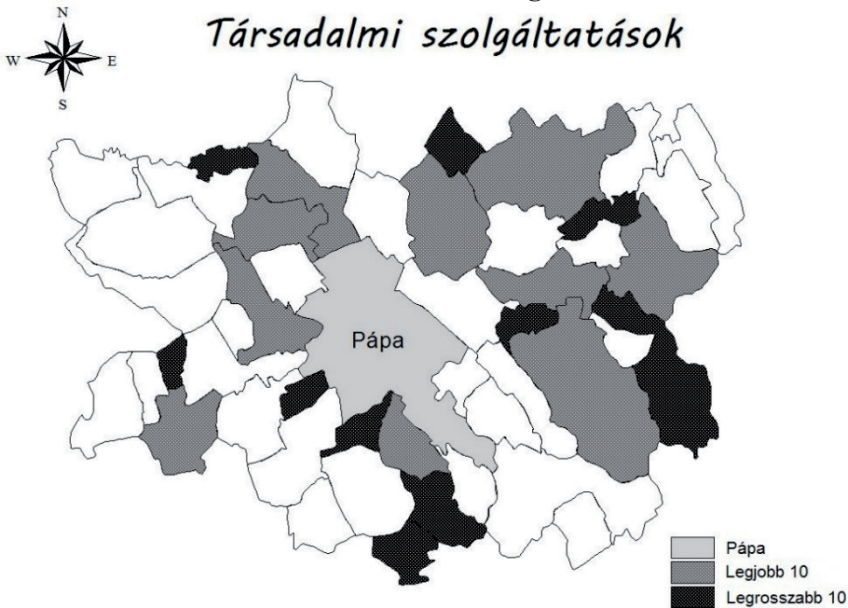 Társadalmi szolgáltatások
N
W
E
S
Pápa
Pápa
Legjobb 10
Legrosszabb 10